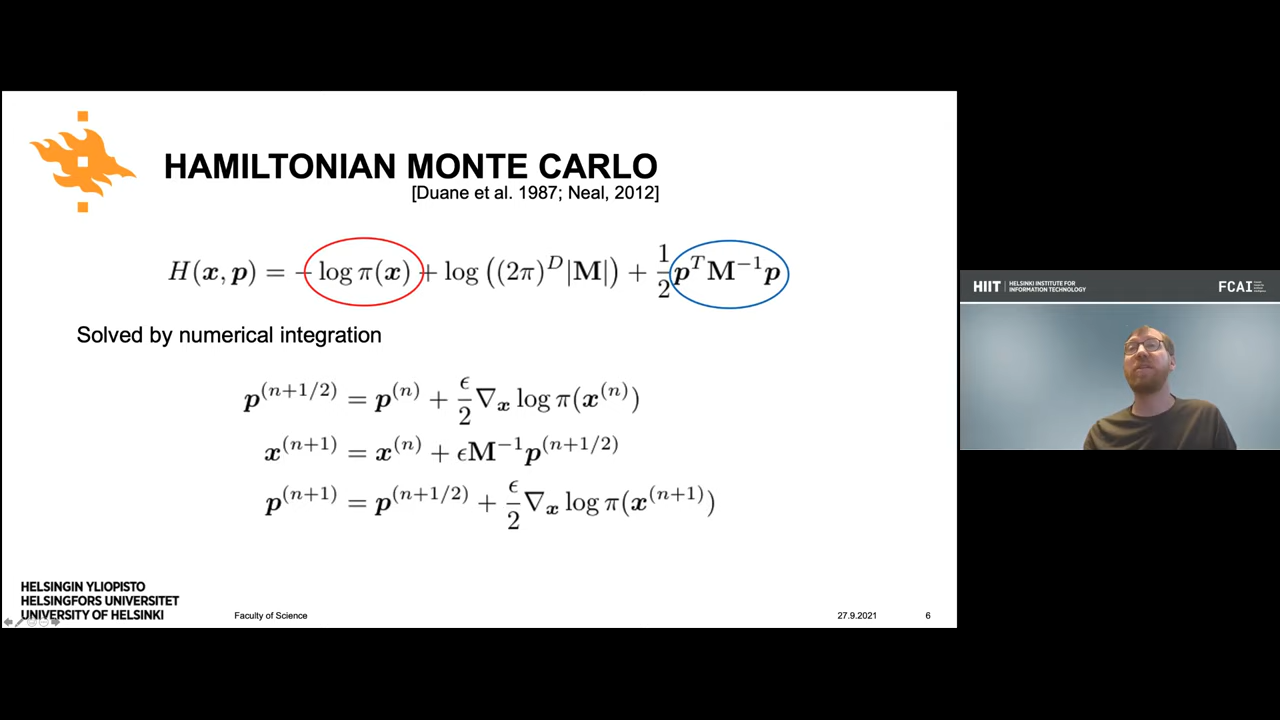 HAMILTONIAN MONTE CARLO
[Duane et al. 1987; Neal, 2012]
H(x, p) = − log π(x) + log ((2π)^D |M|) + 1/2 p^T M^{−1} p
Solved by numerical integration
p^{(n+1/2)} = p^{(n)} + ϵ/2 ∇_x log π(x^{(n)})
x^{(n+1)} = x^{(n)} + ϵM^{−1} p^{(n+1/2)}
p^{(n+1)} = p^{(n+1/2)} + ϵ/2 ∇_x log π(x^{(n+1)})
HELSINGIN YLIOPISTO
HELSINGFORS UNIVERSITET
UNIVERSITY OF HELSINKI
Faculty of Science
27.9.2021
6
HIIT
HELSINKI INSTITUTE FOR
INFORMATION TECHNOLOGY
FCAI